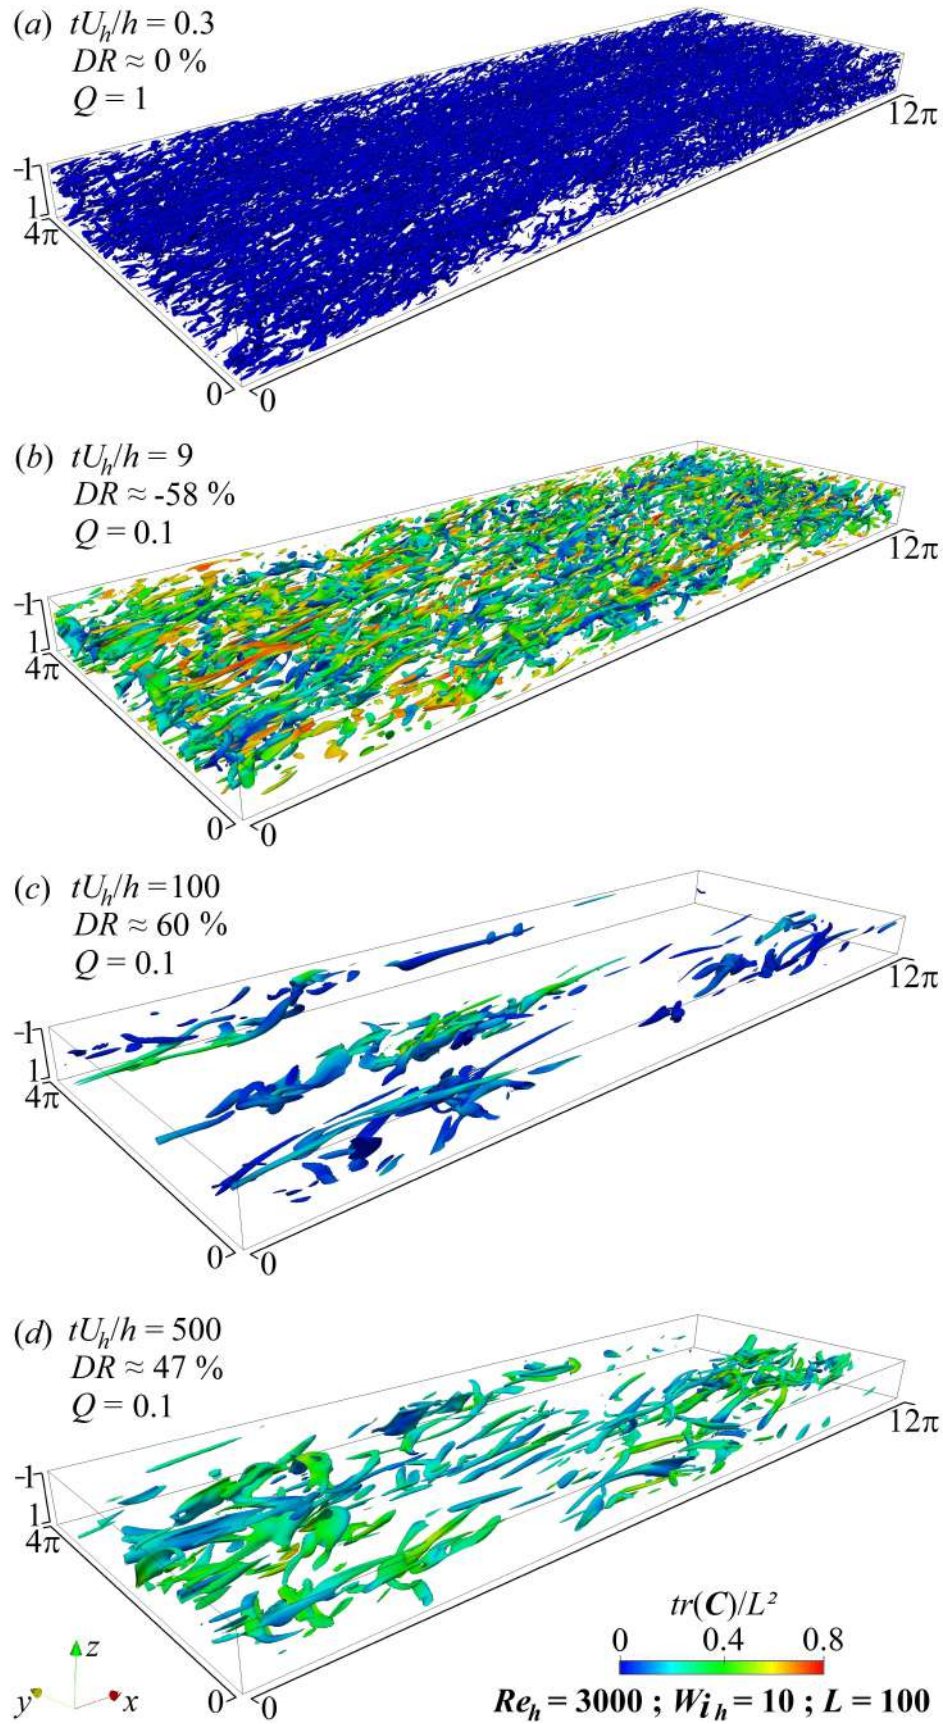 (a) tU_h/h = 0.3
DR ≈ 0 %
Q = 1
-1
1
4π
0
0
12π
(b) tU_h/h = 9
DR ≈ -58 %
Q = 0.1
-1
1
4π
0
0
12π
(c) tU_h/h = 100
DR ≈ 60 %
Q = 0.1
-1
1
4π
0
0
12π
(d) tU_h/h = 500
DR ≈ 47 %
Q = 0.1
-1
1
4π
0
0
12π
z
y
x
tr(C)/L²
0 0.4 0.8
Re_h = 3000 ; Wi_h = 10 ; L = 100